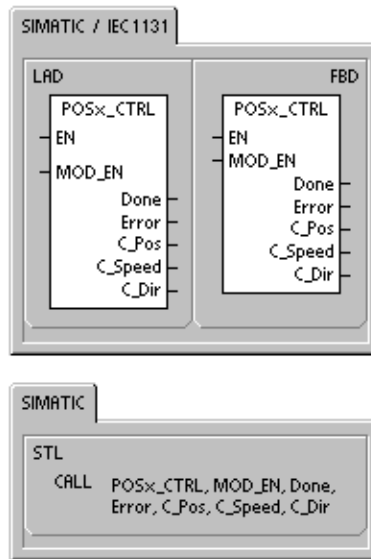 SIMATIC / IEC1131
LAD
FBD
POSx_CTRL
EN
MOD_EN
Done
Error
C_Pos
C_Speed
C_Dir
POSx_CTRL
EN
MOD_EN
Done
Error
C_Pos
C_Speed
C_Dir
SIMATIC
STL
CALL POSx_CTRL, MOD_EN, Done,
Error, C_Pos, C_Speed, C_Dir